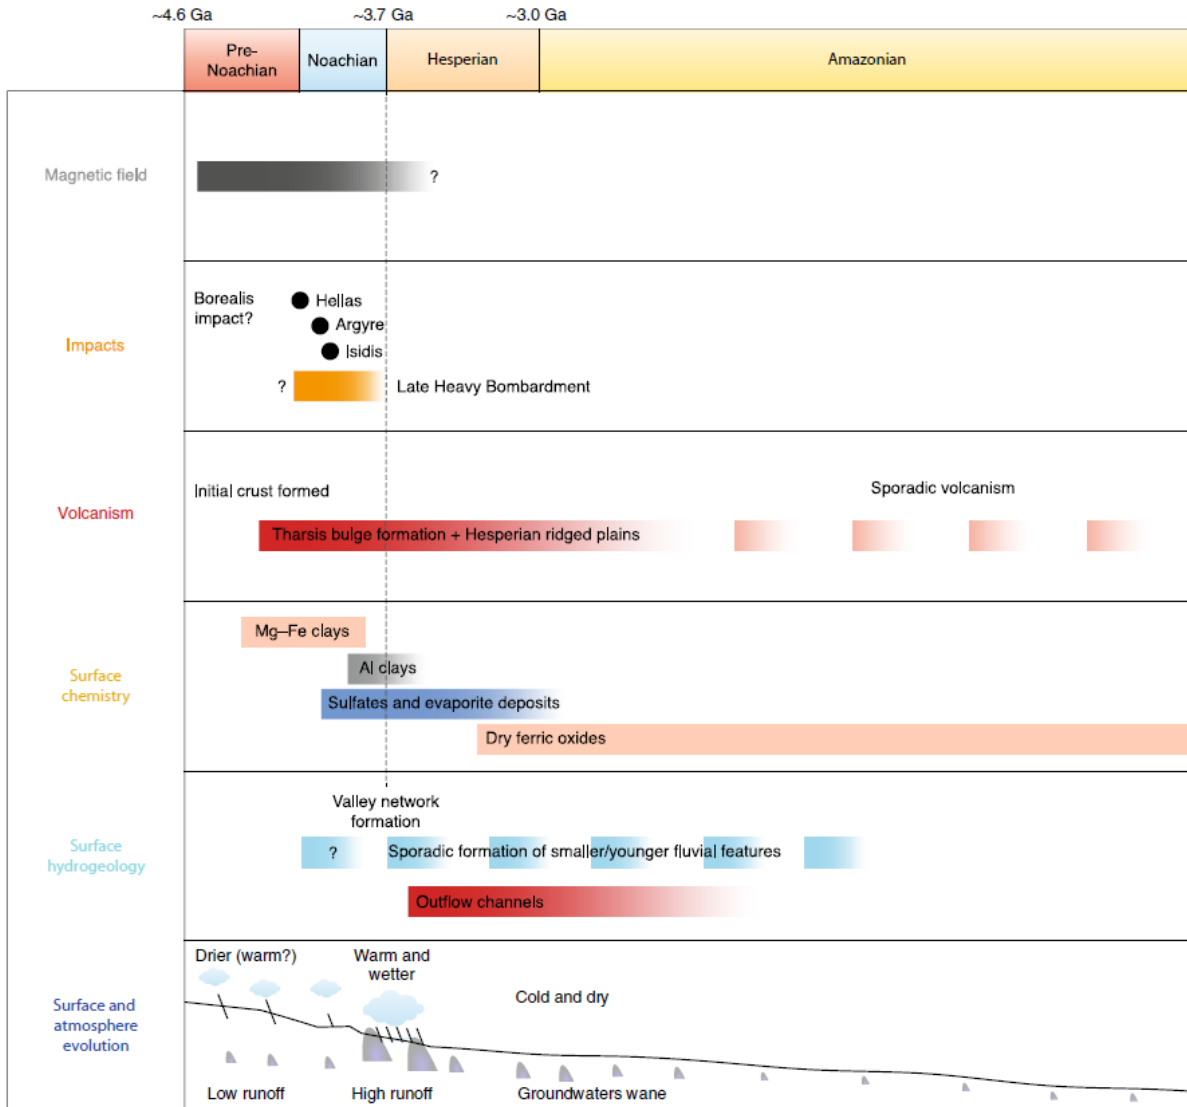 ~4.6 Ga
~3.7 Ga
~3.0 Ga
Pre-
Noachian
Noachian
Hesperian
Amazonian
Magnetic field
?
Impacts
Borealis
impact?
Hellas
Argyre
Isidis
?
Late Heavy Bombardment
Volcanism
Initial crust formed
Sporadic volcanism
Tharsis bulge formation + Hesperian ridged plains
Surface
chemistry
Mg–Fe clays
Al clays
Sulfates and evaporite deposits
Dry ferric oxides
Surface
hydrogeology
Valley network
formation
?
Sporadic formation of smaller/younger fluvial features
Outflow channels
Surface and
atmosphere
evolution
Drier (warm?)
Warm and
wetter
Cold and dry
Low runoff
High runoff
Groundwaters wane